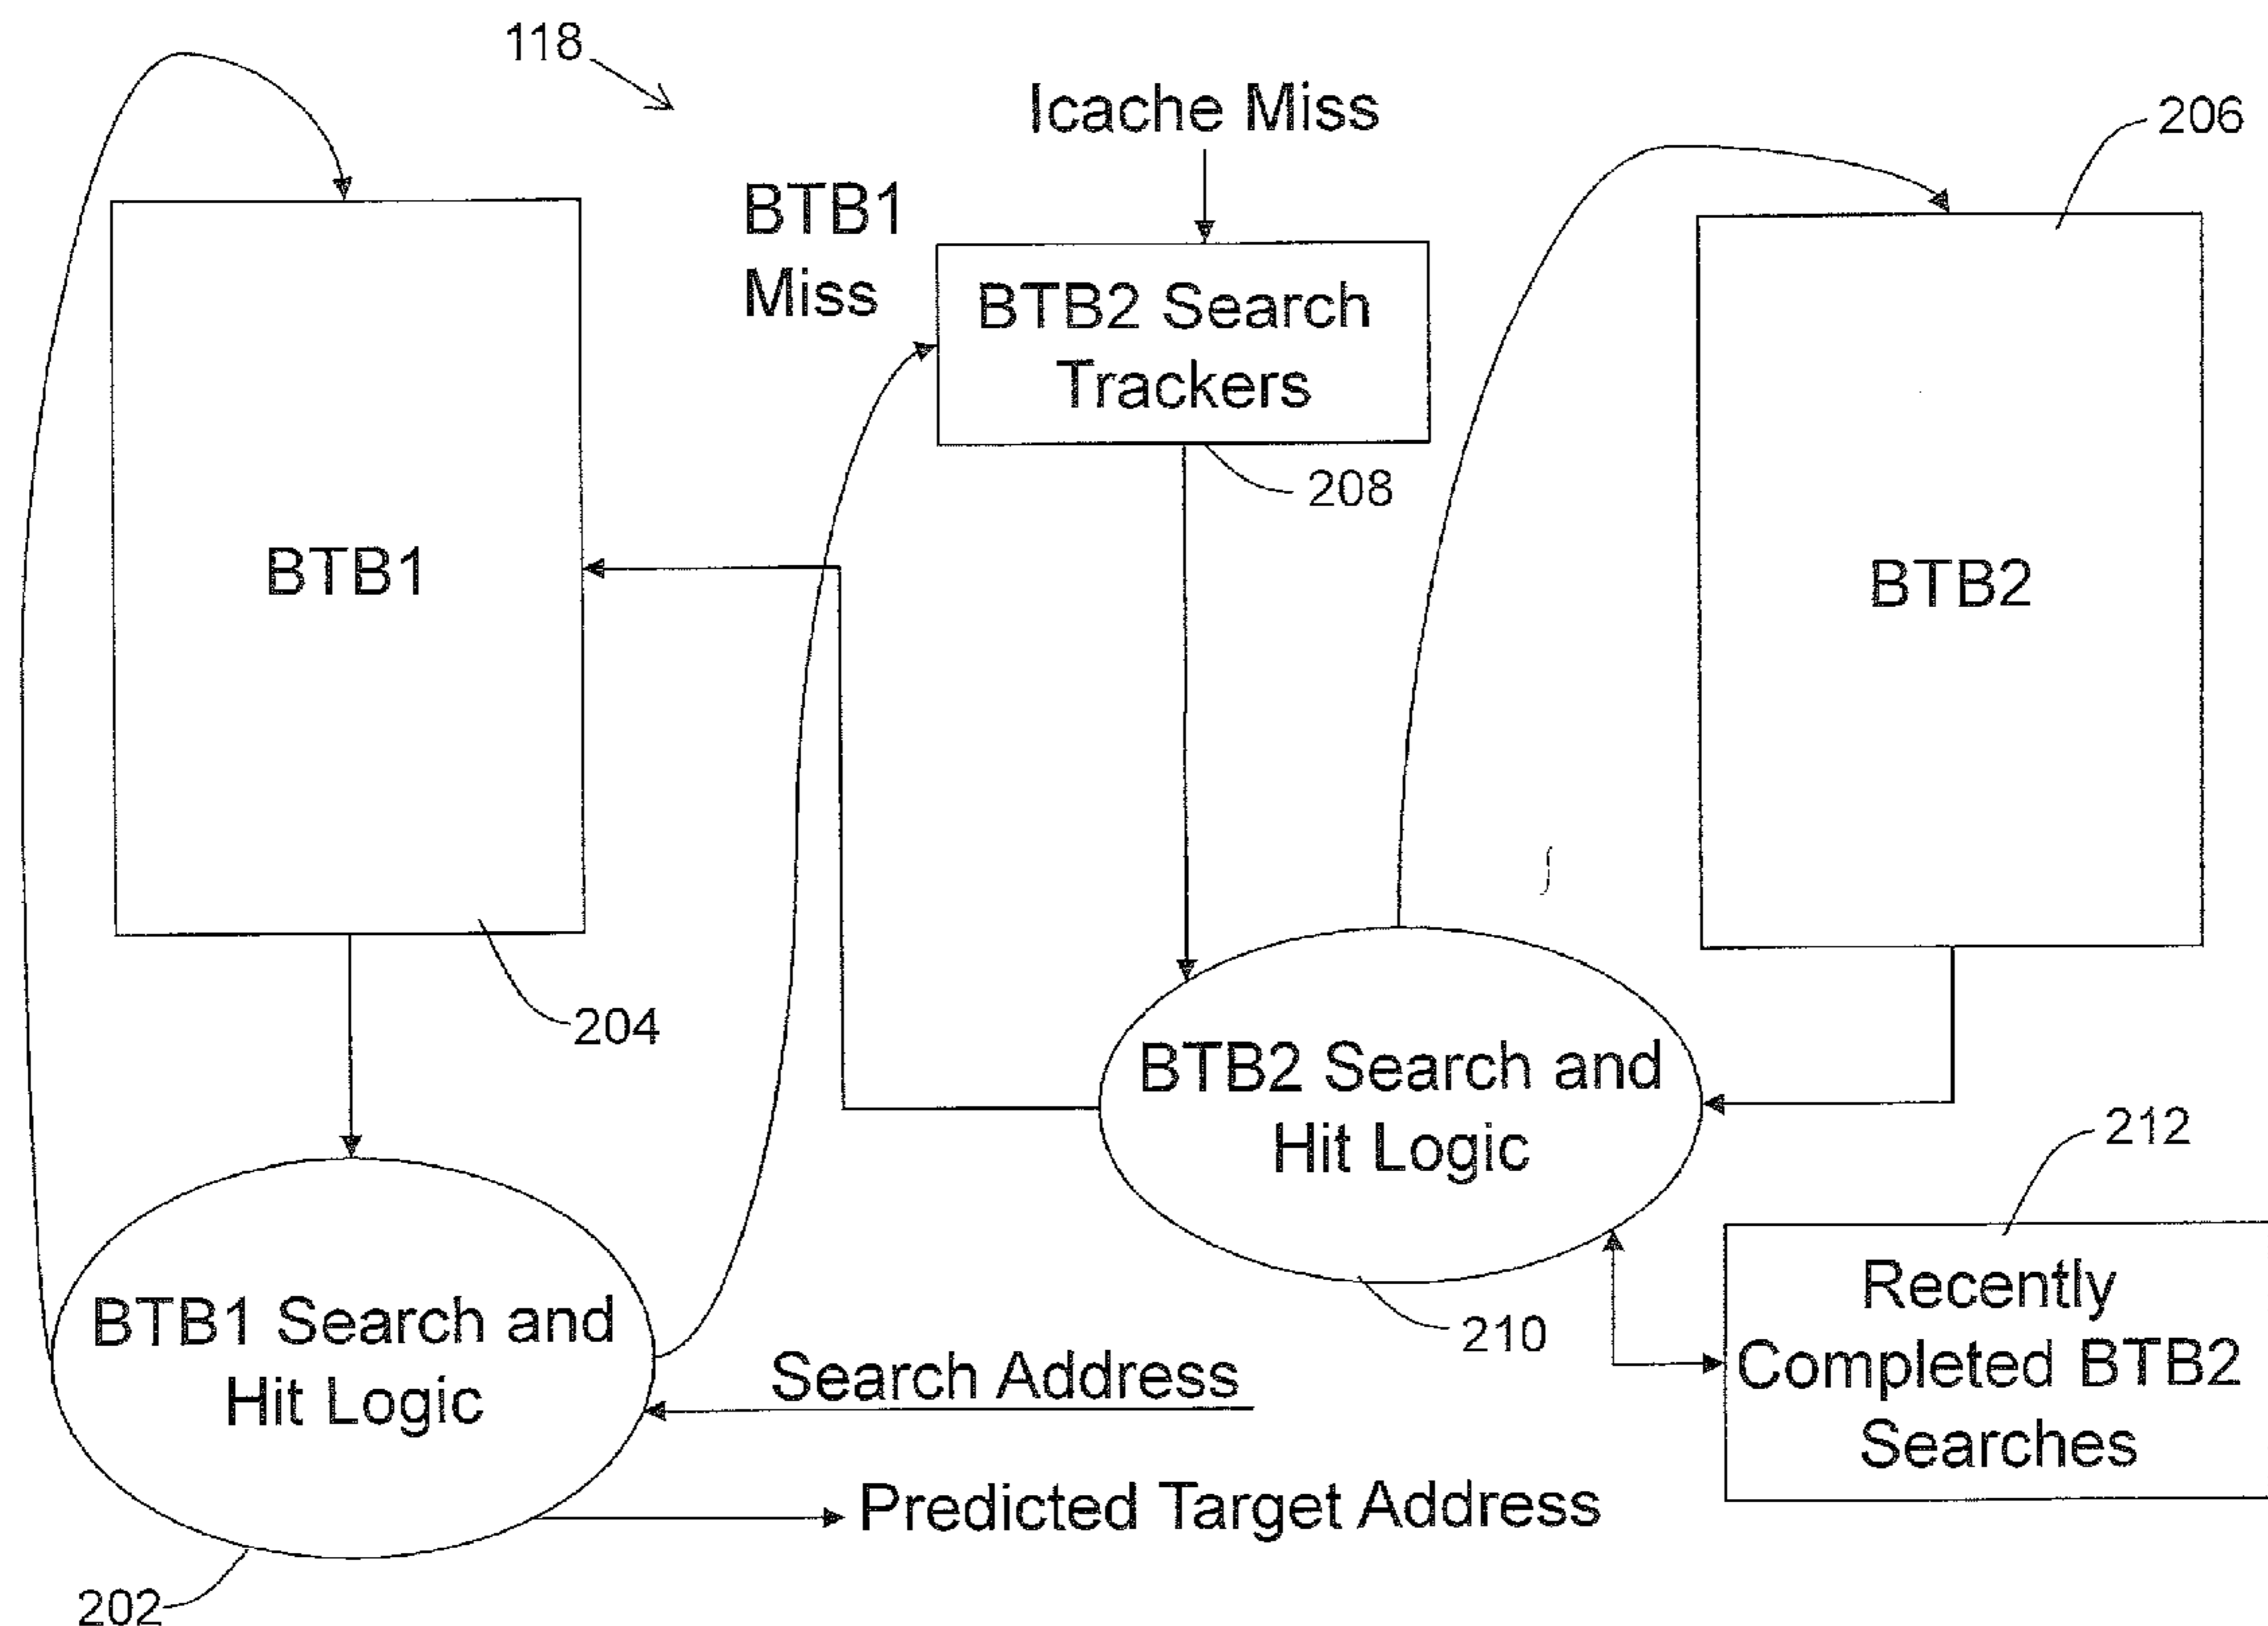 118
Icache Miss
206
BTB1
Miss
BTB2 Search
Trackers
208
BTB1
BTB2
204
BTB2 Search and
Hit Logic
212
210
BTB1 Search and
Hit Logic
Search Address
Recently
Completed BTB2
Searches
Predicted Target Address
202